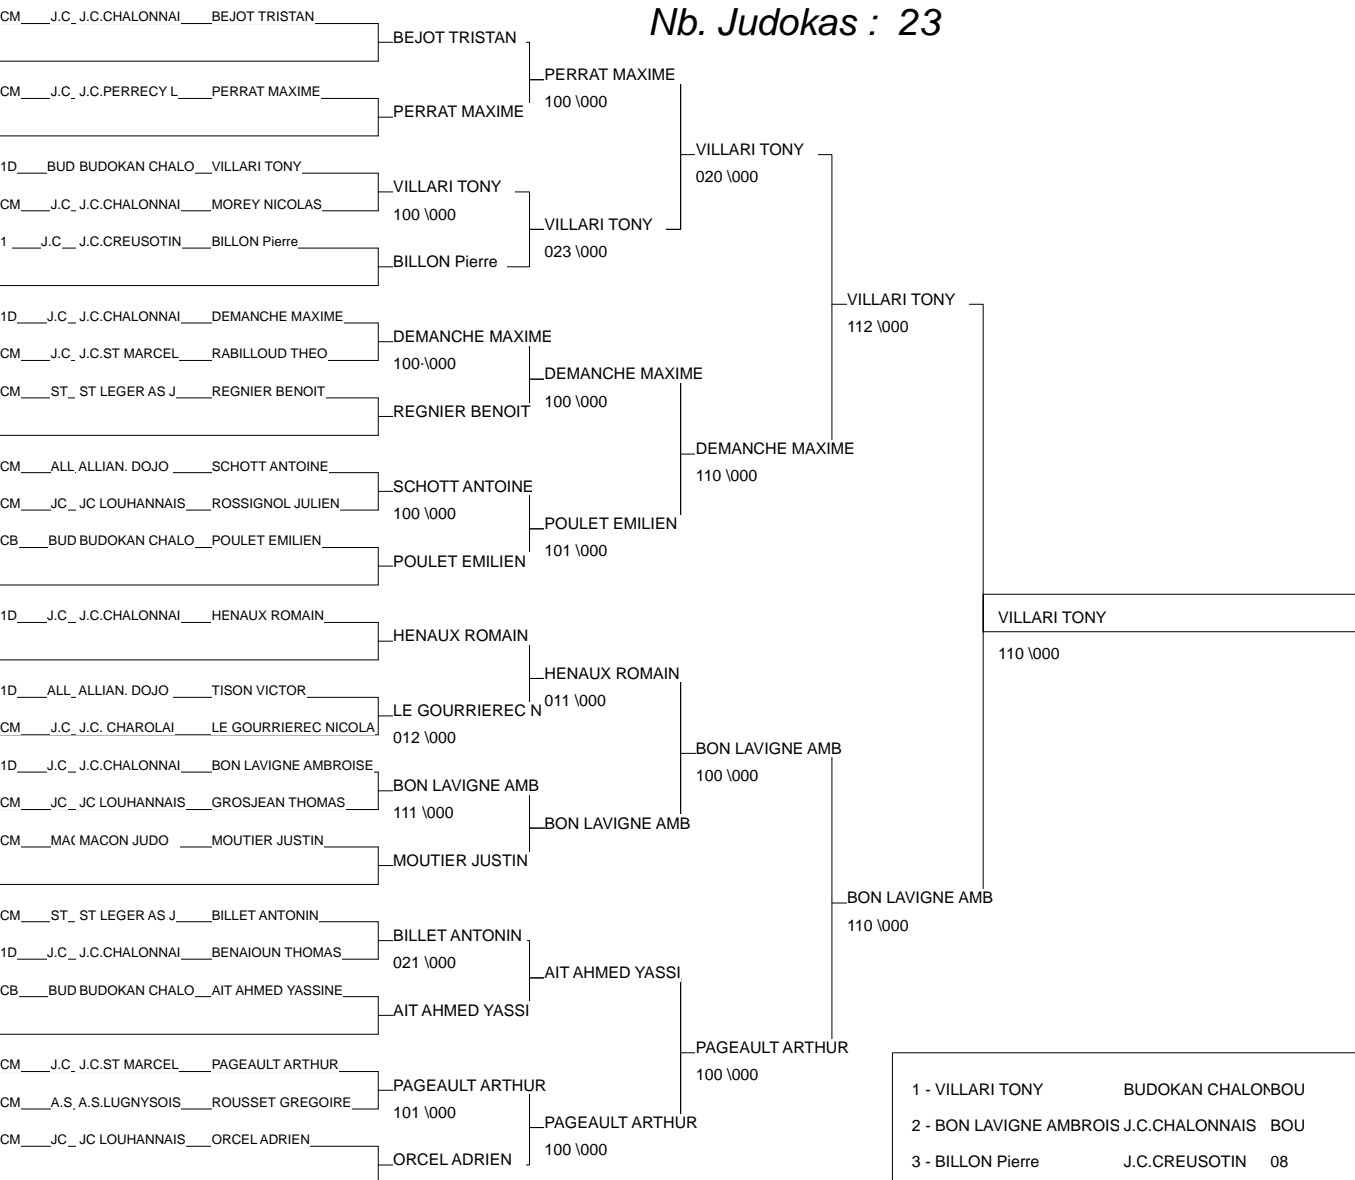 Nb. Judokas : 23
CM J.C J.C.CHALONNAI BEJOT TRISTAN
BEJOT TRISTAN
PERRAT MAXIME
100 \000
CM J.C J.C.PERRECY L PERRAT MAXIME
PERRAT MAXIME
VILLARI TONY
020 \000
1D BUD BUDOKAN CHALO VILLARI TONY
VILLARI TONY
100 \000
CM J.C J.C.CHALONNAI MOREY NICOLAS
VILLARI TONY
023 \000
1 J.C J.C.CREUSOTIN BILLON Pierre
BILLON Pierre
VILLARI TONY
112 \000
1D J.C J.C.CHALONNAI DEMANCHE MAXIME
DEMANCHE MAXIME
100 \000
CM J.C J.C.ST MARCEL RABILLOUD THEO
DEMANCHE MAXIME
100 \000
CM ST ST LEGER AS J REGNIER BENOIT
REGNIER BENOIT
DEMANCHE MAXIME
110 \000
CM ALL ALLIAN. DOJO SCHOTT ANTOINE
SCHOTT ANTOINE
100 \000
CM JC JC LOUHANNAIS ROSSIGNOL JULIEN
POULET EMILIEN
101 \000
CB BUD BUDOKAN CHALO POULET EMILIEN
POULET EMILIEN
VILLARI TONY
110 \000
1D J.C J.C.CHALONNAI HENAUX ROMAIN
HENAUX ROMAIN
HENAUX ROMAIN
011 \000
1D ALL ALLIAN. DOJO TISON VICTOR
LE GOURRIEREC N
012 \000
CM J.C J.C. CHAROLAI LE GOURRIEREC NICOLA
BON LAVIGNE AMB
100 \000
1D J.C J.C.CHALONNAI BON LAVIGNE AMBROISE
BON LAVIGNE AMB
111 \000
CM JC JC LOUHANNAIS GROSJEAN THOMAS
BON LAVIGNE AMB
CM MAC MACON JUDO MOUTIER JUSTIN
MOUTIER JUSTIN
BON LAVIGNE AMB
110 \000
CM ST ST LEGER AS J BILLET ANTONIN
BILLET ANTONIN
021 \000
1D J.C J.C.CHALONNAI BENAIOUN THOMAS
AIT AHMED YASSI
CB BUD BUDOKAN CHALO AIT AHMED YASSINE
AIT AHMED YASSI
PAGEAULT ARTHUR
100 \000
CM J.C J.C.ST MARCEL PAGEAULT ARTHUR
PAGEAULT ARTHUR
101 \000
CM A.S A.S.LUGNYSOIS ROUSSET GREGOIRE
PAGEAULT ARTHUR
100 \000
CM JC JC LOUHANNAIS ORCEL ADRIEN
ORCEL ADRIEN
1 - VILLARI TONY BUDOKAN CHALON BOU
2 - BON LAVIGNE AMBROIS J.C.CHALONNAIS BOU
3 - BILLON Pierre J.C.CREUSOTIN 08